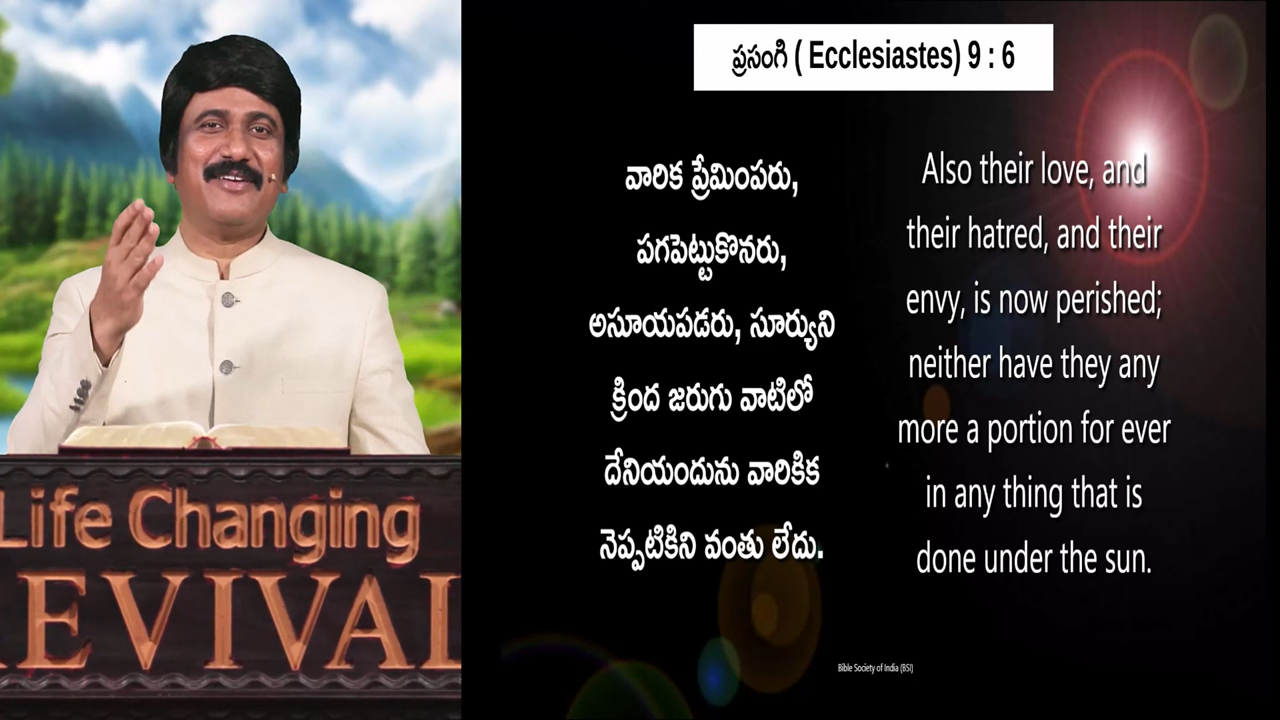 ప్రసంగి ( Ecclesiastes) 9 : 6
వారిక ప్రేమింపరు,
పగపెట్టుకొనరు,
అసూయపడరు, సూర్యుని
క్రింద జరుగు వాటిలో
దేనియందును వారికిక
నెప్పటికిని వంతు లేదు.
Also their love, and
their hatred, and their
envy, is now perished;
neither have they any
more a portion for ever
in any thing that is
done under the sun.
Bible Society of India (BSI)
Life Changing
REVIVAL